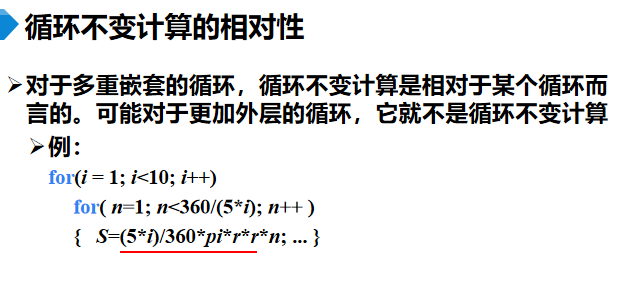 循环不变计算的相对性
➢对于多重嵌套的循环，循环不变计算是相对于某个循环而
言的。可能对于更加外层的循环，它就不是循环不变计算
➢例：
for(i = 1; i<10; i++)
for( n=1; n<360/(5*i); n++ )
{ S=(5*i)/360*pi*r*r*n; ... }